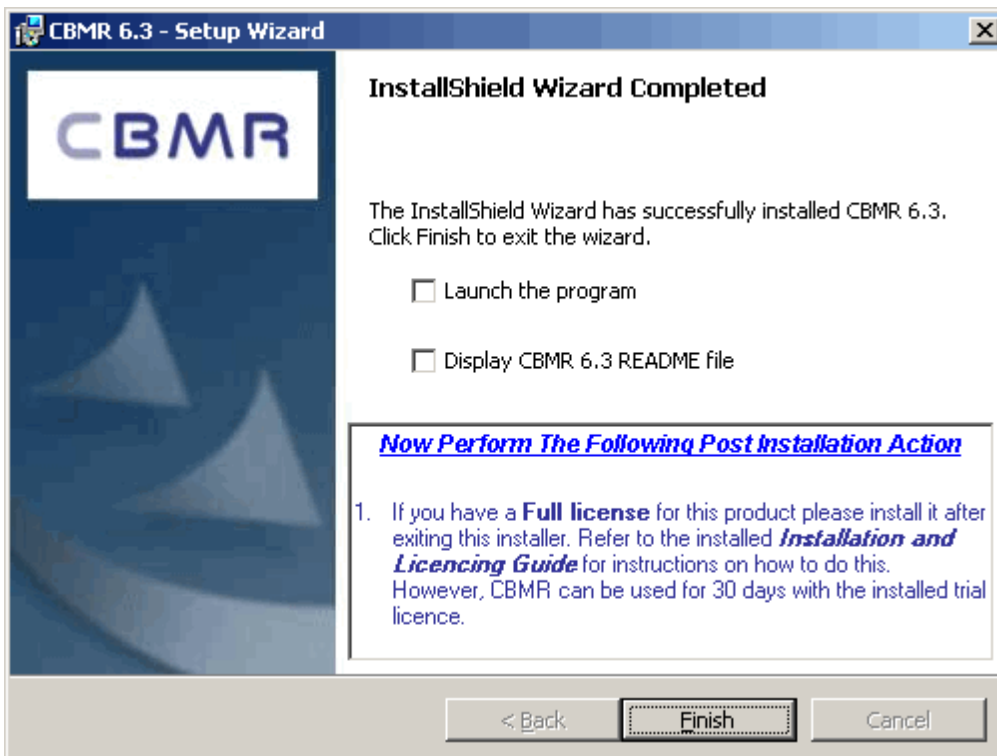 CBMR 6.3 - Setup Wizard
CBMR
InstallShield Wizard Completed
The InstallShield Wizard has successfully installed CBMR 6.3.
Click Finish to exit the wizard.
Launch the program
Display CBMR 6.3 README file
Now Perform The Following Post Installation Action
1. If you have a Full license for this product please install it after
exiting this installer. Refer to the installed Installation and
Licencing Guide for instructions on how to do this.
However, CBMR can be used for 30 days with the installed trial
licence.
< Back
Finish
Cancel